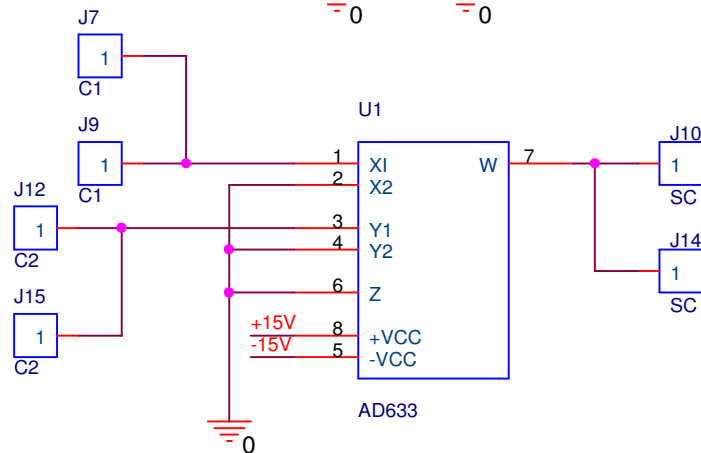 0 0
J7
1
C1
U1
J9
1
C1
1 XI
2 X2
W 7
J10
1
SC
J12
1
C2
3 Y1
4 Y2
J14
1
SC
J15
1
C2
6 Z
+15V 8 +VCC
-15V 5 -VCC
AD633
0